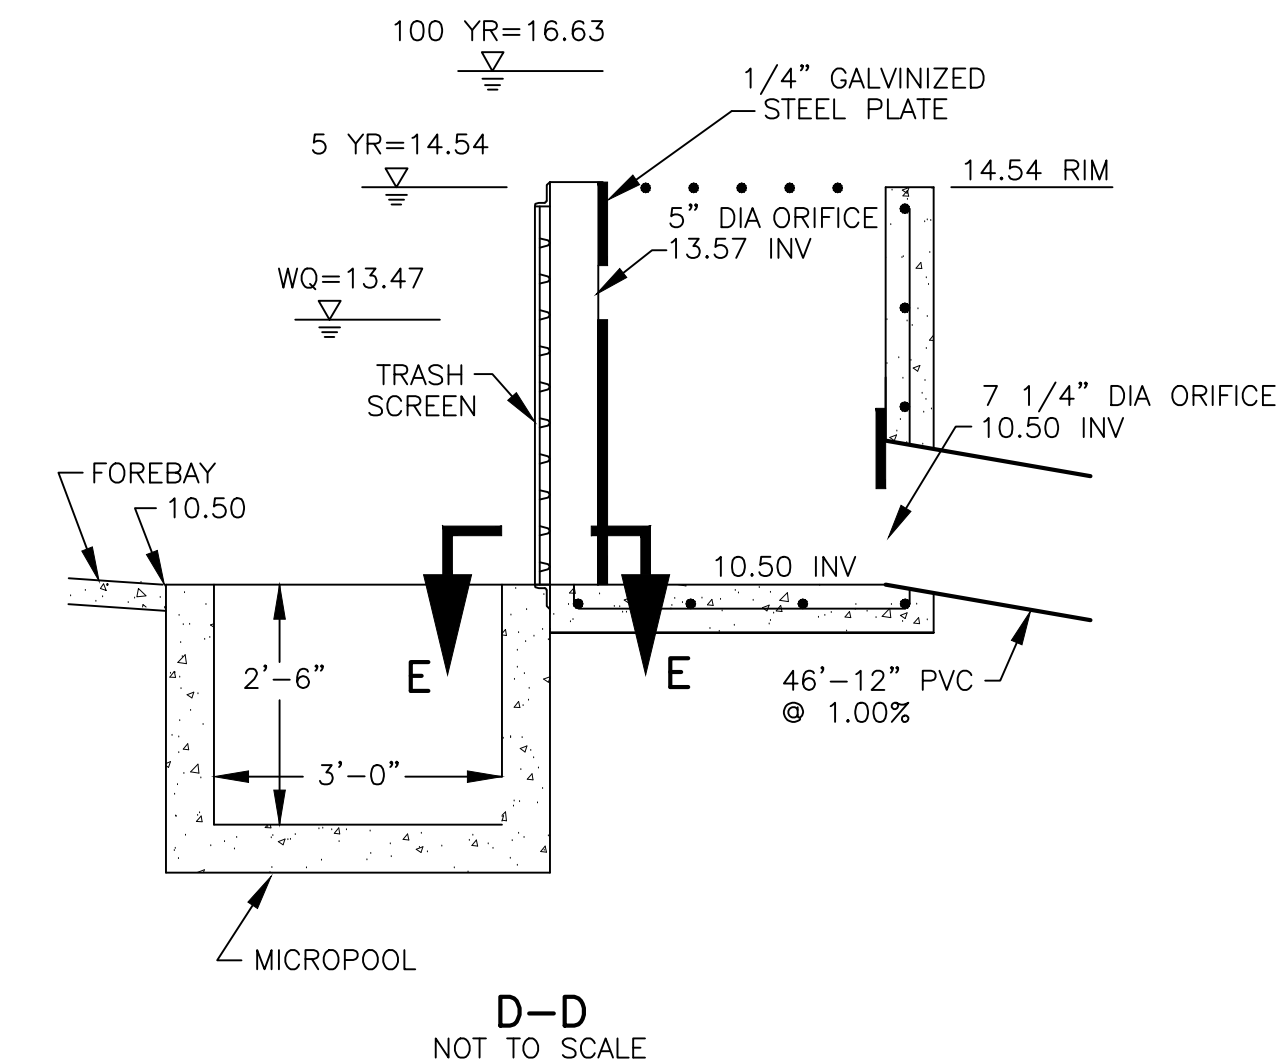 100 YR=16.63
1/4” GALVINIZED
STEEL PLATE
5 YR=14.54
14.54 RIM
5” DIA ORIFICE
13.57 INV
WQ=13.47
TRASH
SCREEN
7 1/4” DIA ORIFICE
10.50 INV
FOREBAY
10.50
10.50 INV
2’-6”
E
E
46’-12” PVC
@ 1.00%
3’-0”
MICROPOOL
D-D
NOT TO SCALE